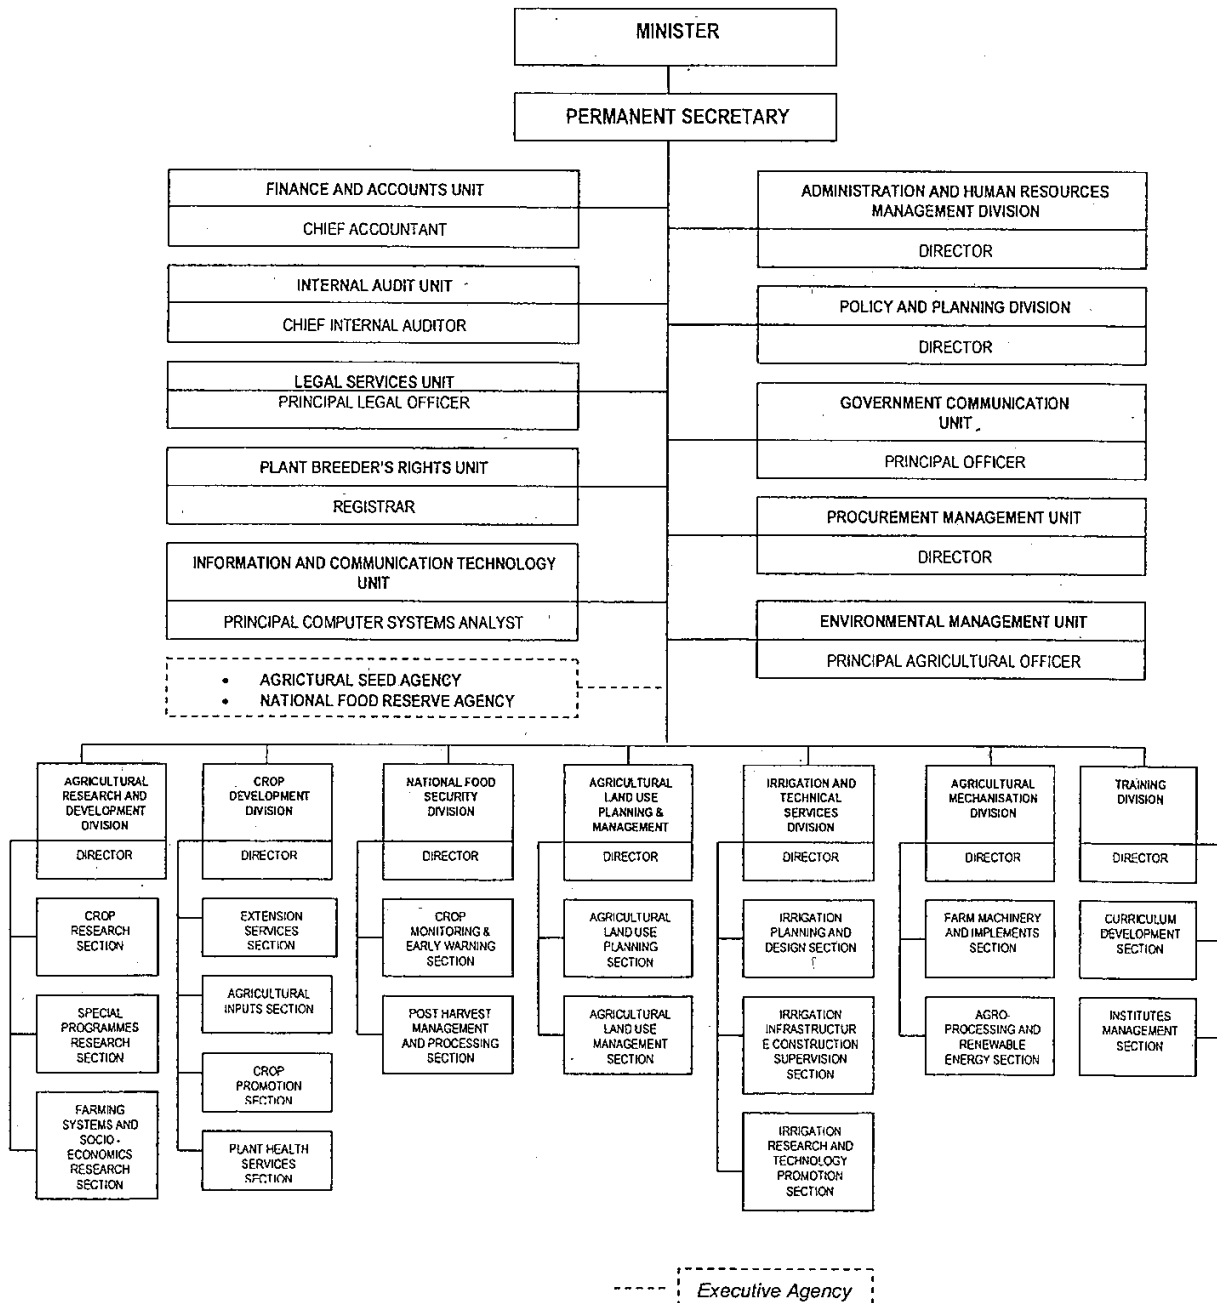 MINISTER
PERMANENT SECRETARY
FINANCE AND ACCOUNTS UNIT
CHIEF ACCOUNTANT
INTERNAL AUDIT UNIT
CHIEF INTERNAL AUDITOR
LEGAL SERVICES UNIT
PRINCIPAL LEGAL OFFICER
PLANT BREEDER'S RIGHTS UNIT
REGISTRAR
INFORMATION AND COMMUNICATION TECHNOLOGY
UNIT
PRINCIPAL COMPUTER SYSTEMS ANALYST
• AGRICTURAL SEED AGENCY
• NATIONAL FOOD RESERVE AGENCY
ADMINISTRATION AND HUMAN RESOURCES
MANAGEMENT DIVISION
DIRECTOR
POLICY AND PLANNING DIVISION
DIRECTOR
GOVERNMENT COMMUNICATION
UNIT
PRINCIPAL OFFICER
PROCUREMENT MANAGEMENT UNIT
DIRECTOR
ENVIRONMENTAL MANAGEMENT UNIT
PRINCIPAL AGRICULTURAL OFFICER
AGRICULTURAL
RESEARCH AND
DEVELOPMENT
DIVISION
DIRECTOR
CROP
RESEARCH
SECTION
SPECIAL
PROGRAMMES
RESEARCH
SECTION
FARMING
SYSTEMS AND
SOCIO-
ECONOMICS
RESEARCH
SECTION
CROP
DEVELOPMENT
DIVISION
DIRECTOR
EXTENSION
SERVICES
SECTION
AGRICULTURAL
INPUTS SECTION
CROP
PROMOTION
SECTION
PLANT HEALTH
SERVICES
SECTION
NATIONAL FOOD
SECURITY
DIVISION
DIRECTOR
CROP
MONITORING &
EARLY WARNING
SECTION
POST HARVEST
MANAGEMENT
AND PROCESSING
SECTION
AGRICULTURAL
LAND USE
PLANNING &
MANAGEMENT
DIRECTOR
AGRICULTURAL
LAND USE
PLANNING
SECTION
AGRICULTURAL
LAND USE
MANAGEMENT
SECTION
IRRIGATION AND
TECHNICAL
SERVICES
DIVISION
DIRECTOR
IRRIGATION
PLANNING AND
DESIGN SECTION
IRRIGATION
INFRASTRUCTUR
E CONSTRUCTION
SUPERVISION
SECTION
IRRIGATION
RESEARCH AND
TECHNOLOGY
PROMOTION
SECTION
AGRICULTURAL
MECHANISATION
DIVISION
DIRECTOR
FARM MACHINERY
AND IMPLEMENTS
SECTION
AGRO-
PROCESSING AND
RENEWABLE
ENERGY SECTION
TRAINING
DIVISION
DIRECTOR
CURRICULUM
DEVELOPMENT
SECTION
INSTITUTES
MANAGEMENT
SECTION
Executive Agency